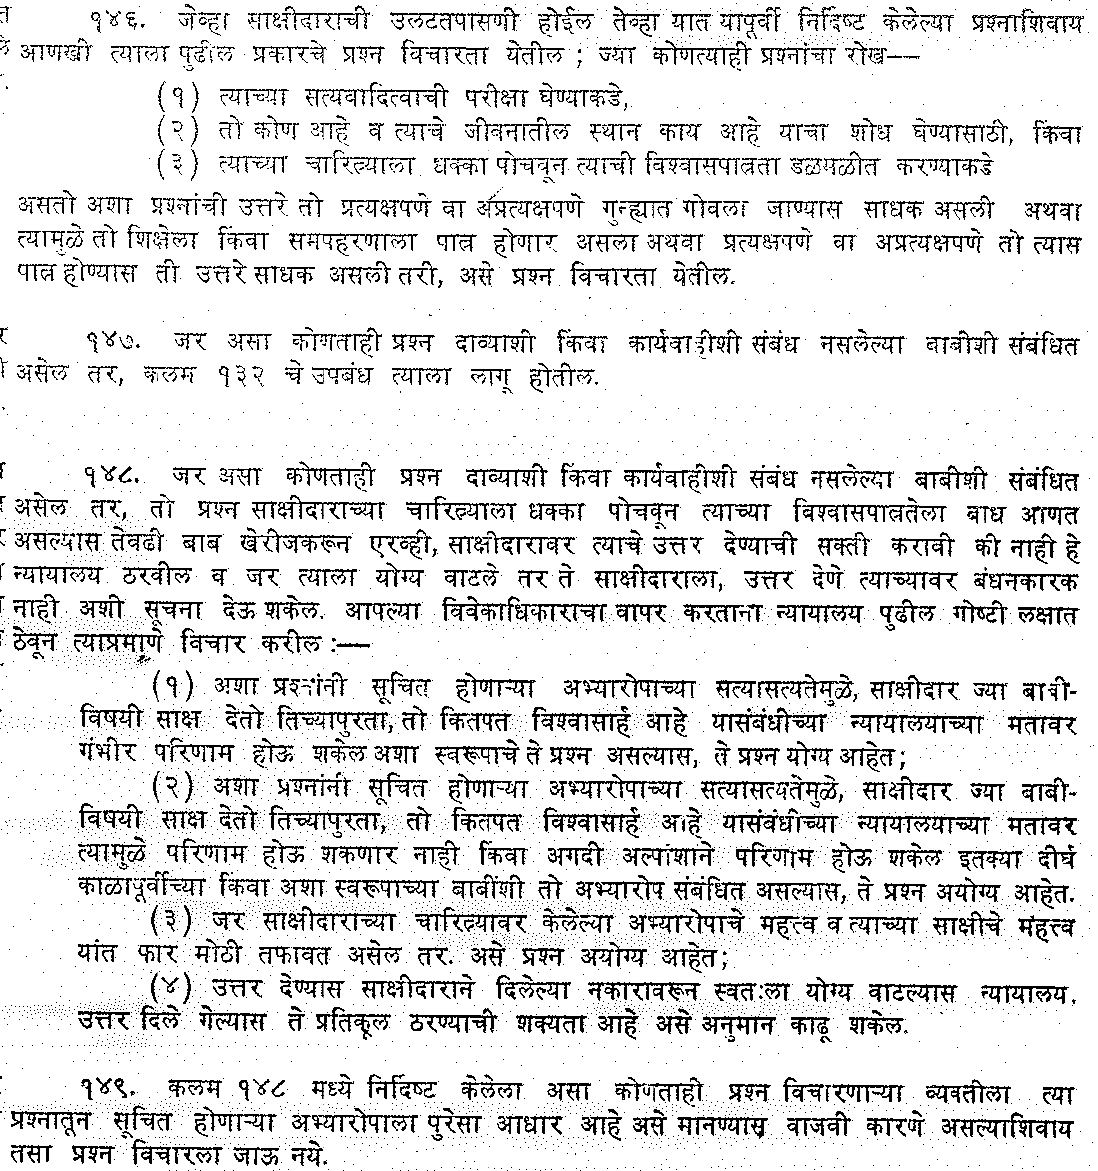 १४६. जेव्हा साक्षीदाराची उलटतपासणी होईल तेव्हा यात यापूर्वी निर्दिष्ट केलेल्या प्रश्नाशिवाय
आणखी त्याला पुढील प्रकारचे प्रश्न विचारता येतील ; ज्या कोणत्याही प्रश्नांचा रोख—
(१) त्याच्या सत्यवादित्वाची परीक्षा घेण्याकडे,
(२) तो कोण आहे व त्याचे जीवनातील स्थान काय आहे याचा शोध घेण्यासाठी, किंवा
(३) त्याच्या चारित्र्याला धक्का पोचवून त्याची विश्वासपात्रता डळमळीत करण्याकडे
असतो अशा प्रश्नांची उत्तरे तो प्रत्यक्षपणे वा अप्रत्यक्षपणे गुन्ह्यात गोवला जाण्यास साधक असली अथवा
त्यामुळे तो शिक्षेला किंवा समपहरणाला पात्र होणार असला अथवा प्रत्यक्षपणे वा अप्रत्यक्षपणे तो त्यास
पात्र होण्यास ती उत्तरे साधक असली तरी, असे प्रश्न विचारता येतील.
१४७. जर असा कोणताही प्रश्न दाव्याशी किंवा कार्यवाहीशी संबंध नसलेल्या बाबीशी संबंधित
असेल तर, कलम १३२ चे उपबंध त्याला लागू होतील.
१४८. जर असा कोणताही प्रश्न दाव्याशी किंवा कार्यवाहीशी संबंध नसलेल्या बाबीशी संबंधित
असेल तर, तो प्रश्न साक्षीदाराच्या चारित्र्याला धक्का पोचवून त्याच्या विश्वासपात्रतेला बाध आणत
असल्यास तेवढी बाब खेरीजकरून एरव्ही, साक्षीदारावर त्याचे उत्तर देण्याची सक्ती करावी की नाही हे
न्यायालय ठरवील व जर त्याला योग्य वाटले तर ते साक्षीदाराला, उत्तर देणे त्याच्यावर बंधनकारक
नाही अशी सूचना देऊ शकेल. आपल्या विवेकाधिकाराचा वापर करताना न्यायालय पुढील गोष्टी लक्षात
ठेवून त्याप्रमाणे विचार करील :—
(१) अशा प्रश्नांनी सूचित होणाऱ्या अभ्यारोपाच्या सत्यासत्यतेमुळे, साक्षीदार ज्या बाबी-
विषयी साक्ष देतो तिच्यापुरता, तो कितपत विश्वासार्ह आहे यासंबंधीच्या न्यायालयाच्या मतावर
गंभीर परिणाम होऊ शकेल अशा स्वरूपाचे ते प्रश्न असल्यास, ते प्रश्न योग्य आहेत ;
(२) अशा प्रश्नांनी सूचित होणाऱ्या अभ्यारोपाच्या सत्यासत्यतेमुळे, साक्षीदार ज्या बाबी-
विषयी साक्ष देतो तिच्यापुरता, तो कितपत विश्वासार्ह आहे यासंबंधीच्या न्यायालयाच्या मतावर
त्यामुळे परिणाम होऊ शकणार नाही किंवा अगदी अल्पांशाने परिणाम होऊ शकेल इतक्या दीर्घ
काळापूर्वीच्या किंवा अशा स्वरूपाच्या बाबींशी तो अभ्यारोप संबंधित असल्यास, ते प्रश्न अयोग्य आहेत.
(३) जर साक्षीदाराच्या चारित्र्यावर केलेल्या अभ्यारोपाचे महत्त्व व त्याच्या साक्षीचे महत्त्व
यांत फार मोठी तफावत असेल तर. असे प्रश्न अयोग्य आहेत ;
(४) उत्तर देण्यास साक्षीदाराने दिलेल्या नकारावरून स्वतःला योग्य वाटल्यास न्यायालय,
उत्तर दिले गेल्यास ते प्रतिकूल ठरण्याची शक्यता आहे असे अनुमान काढू शकेल.
१४९. कलम १४८ मध्ये निर्दिष्ट केलेला असा कोणताही प्रश्न विचारणाऱ्या व्यक्तीला त्या
प्रश्नातून सूचित होणाऱ्या अभ्यारोपाला पुरेसा आधार आहे असे मानण्यास वाजवी कारणे असल्याशिवाय
तसा प्रश्न विचारला जाऊ नये.